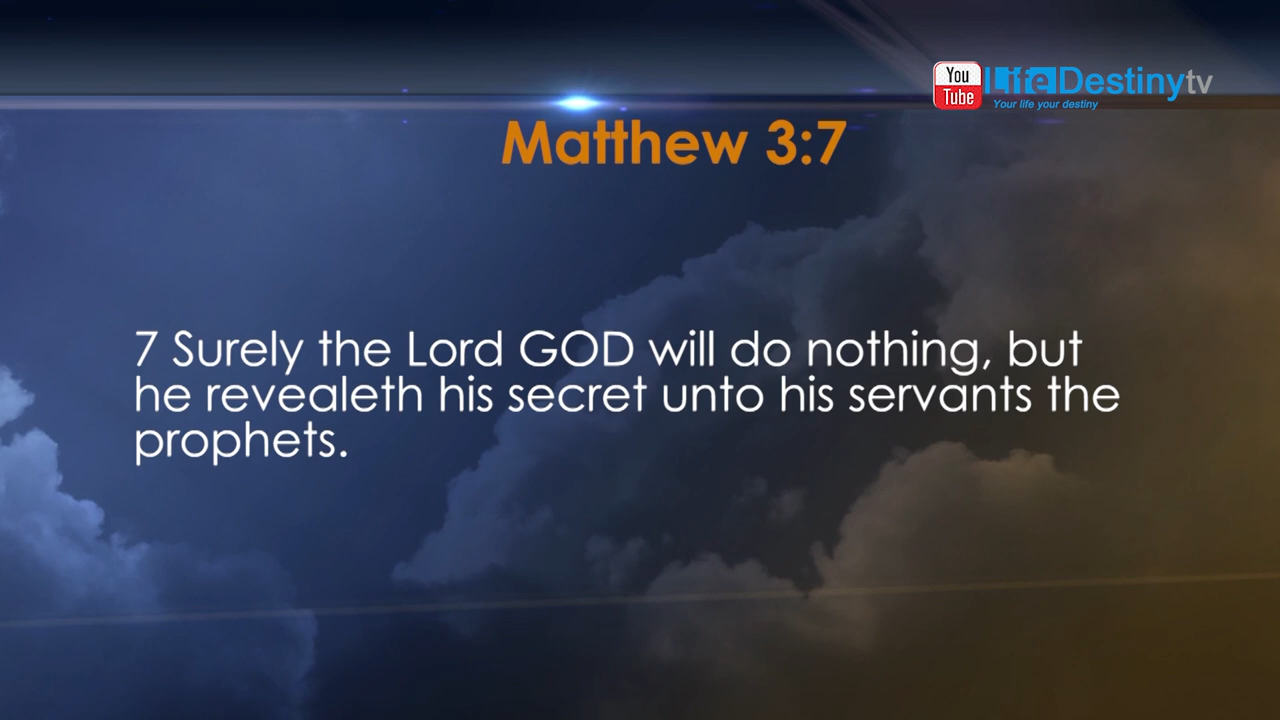 You
Tube
LifeDestinytv
Your life your destiny
Matthew 3:7
7 Surely the Lord GOD will do nothing, but
he revealeth his secret unto his servants the
prophets.